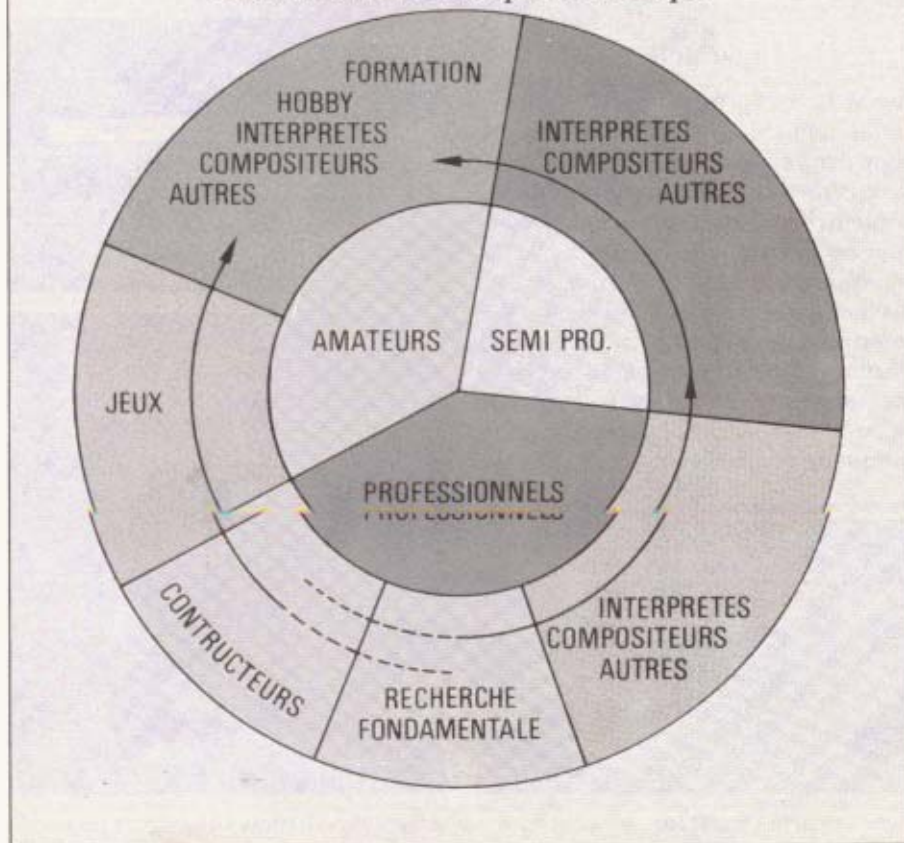 FORMATION
HOBBY
INTERPRETES
COMPOSITEURS
AUTRES
INTERPRETES
COMPOSITEURS
AUTRES
AMATEURS
SEMI PRO.
JEUX
PROFESSIONNELS
CONTRUCTEURS
RECHERCHE
FONDAMENTALE
INTERPRETES
COMPOSITEURS
AUTRES